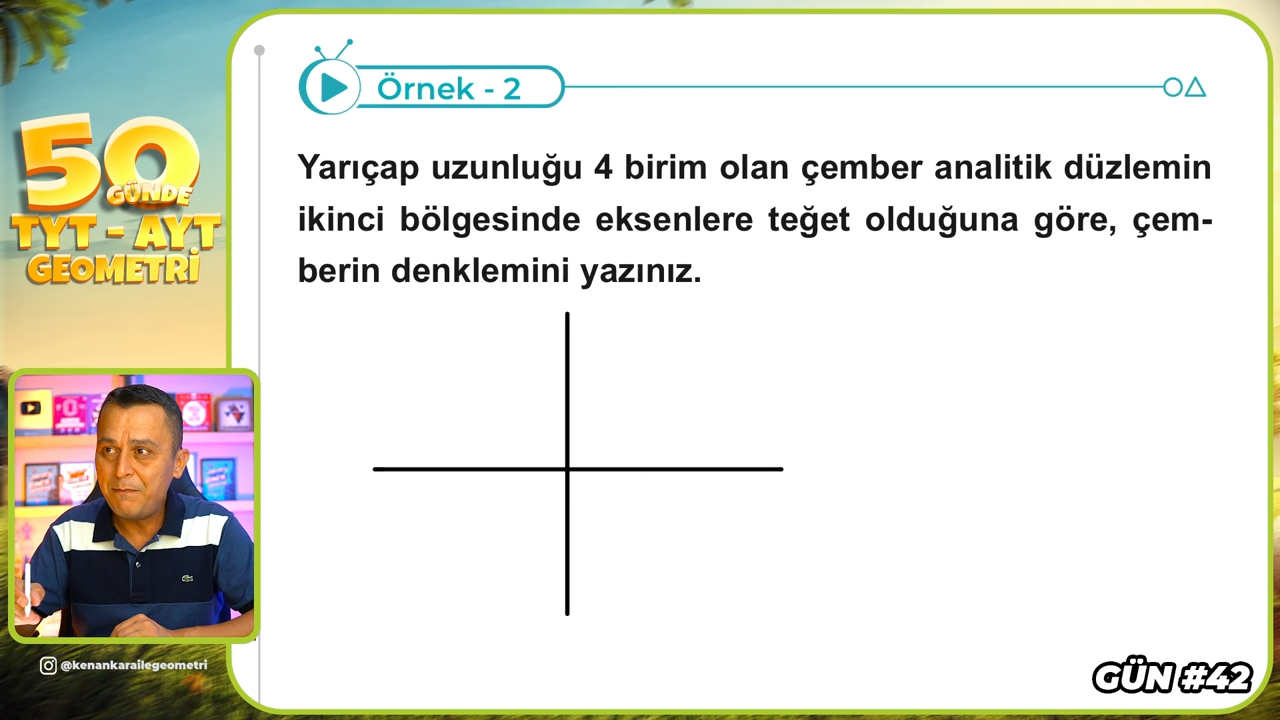 50
GÜNDE
TYT - AYT
GEOMETRİ
Örnek - 2
Yarıçap uzunluğu 4 birim olan çember analitik düzlemin
ikinci bölgesinde eksenlere teğet olduğuna göre, çem-
berin denklemini yazınız.
@kenankarailegeometri
GÜN #42